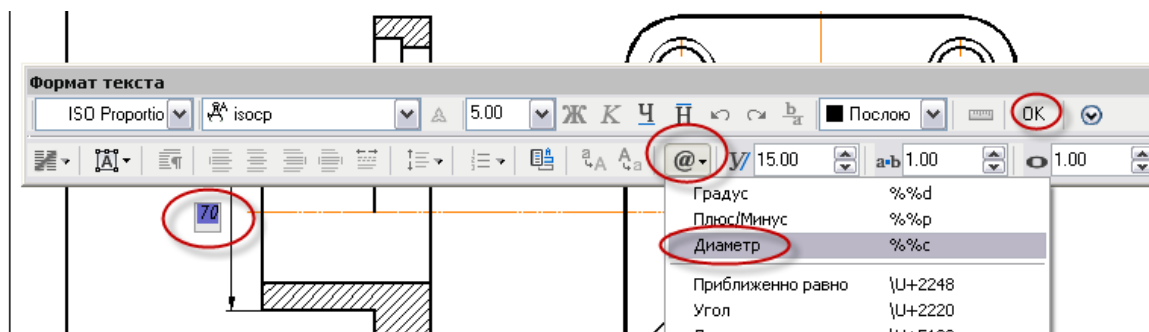 Формат текста
ISO Proportio isocp 5.00 Ж К Ч Н b/a Послою OK
@ У/ 15.00 a•b 1.00 O 1.00
70
Градус %%d
Плюс/Минус %%p
Диаметр %%c
Приближенно равно \U+2248
Угол \U+2220